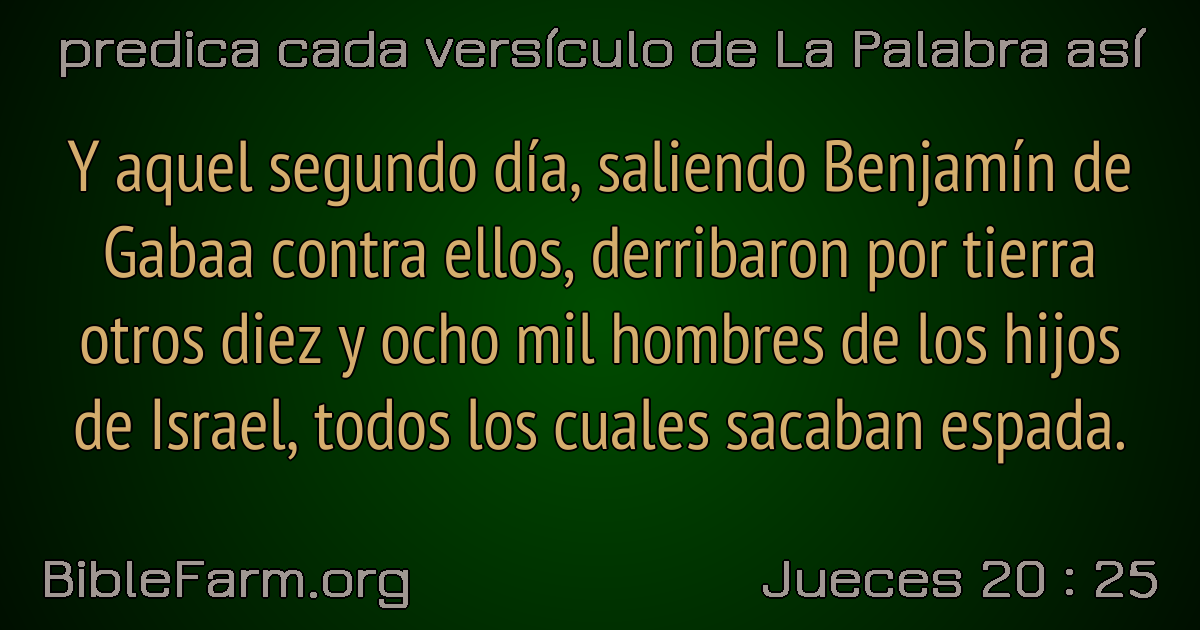 predica cada versículo de La Palabra así
Y aquel segundo día, saliendo Benjamín de
Gabaa contra ellos, derribaron por tierra
otros diez y ocho mil hombres de los hijos
de Israel, todos los cuales sacaban espada.
BibleFarm.org
Jueces 20 : 25